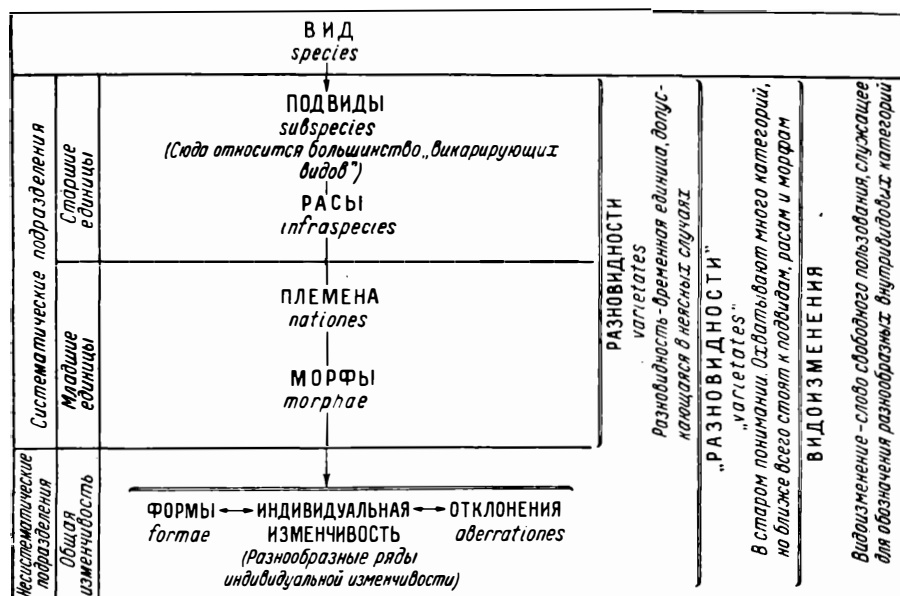 ВИД
species
Систематические подразделения
Старшие
единицы
ПОДВИДЫ
subspecies
(Сюда относится большинство „викарирующих
видов")
РАСЫ
infraspecies
Младшие
единицы
ПЛЕМЕНА
nationes
МОРФЫ
morphae
Несистематические
подразделения
Общая
изменчивость
ФОРМЫ ↔ ИНДИВИДУАЛЬНАЯ ↔ ОТКЛОНЕНИЯ
formae ИЗМЕНЧИВОСТЬ aberrationes
(Разнообразные ряды
индивидуальной изменчивости)
РАЗНОВИДНОСТИ
varietates
Разновидность-временная единица, допус-
кающаяся в неясных случаях
„РАЗНОВИДНОСТИ"
„varietates"
В старом понимании. Охватывают много категорий,
но ближе всего стоят к подвидам, расам и морфам
ВИДОИЗМЕНЕНИЯ
Видоизменение-слово свободного пользования, служащее
для обозначения разнообразных внутривидовых категорий